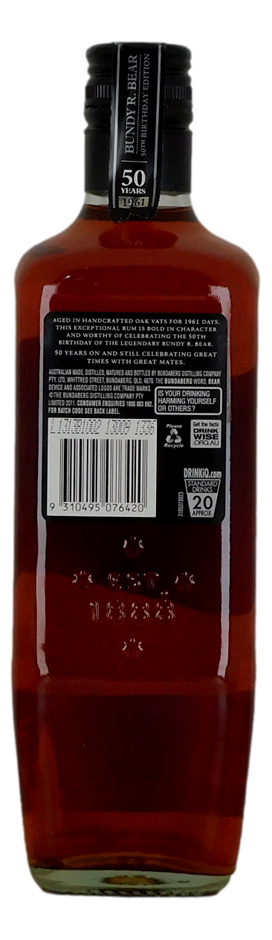 BUNDY R. BEAR
50TH BIRTHDAY EDITION
50
YEARS
1961
AGED IN HANDCRAFTED OAK VATS FOR 1961 DAYS.
THIS EXCEPTIONAL RUM IS BOLD IN CHARACTER
AND WORTHY OF CELEBRATING THE 50TH
BIRTHDAY OF THE LEGENDARY BUNDY R. BEAR.
50 YEARS ON AND STILL CELEBRATING GREAT
TIMES WITH GREAT MATES.
AUSTRALIAN MADE, DISTILLED, MATURED AND BOTTLED BY BUNDABERG DISTILLING COMPANY
PTY. LTD, WHITTRED STREET, BUNDABERG, QLD, 4670. THE BUNDABERG WORD, BEAR
DEVICE AND ASSOCIATED LOGOS ARE TRADE MARKS.
©THE BUNDABERG DISTILLING COMPANY PTY
LIMITED 2011. CONSUMER ENQUIRIES 1800 003 902,
FOR BATCH CODE SEE BACK LABEL.
IS YOUR DRINKING
HARMING YOURSELF
OR OTHERS?
Please
Recycle
Get the facts
DRINK
WISE
.ORG.AU
DRINKiQ.com
STANDARD
DRINKS
20
APPROX.
9 310495 076420
EST.
1888